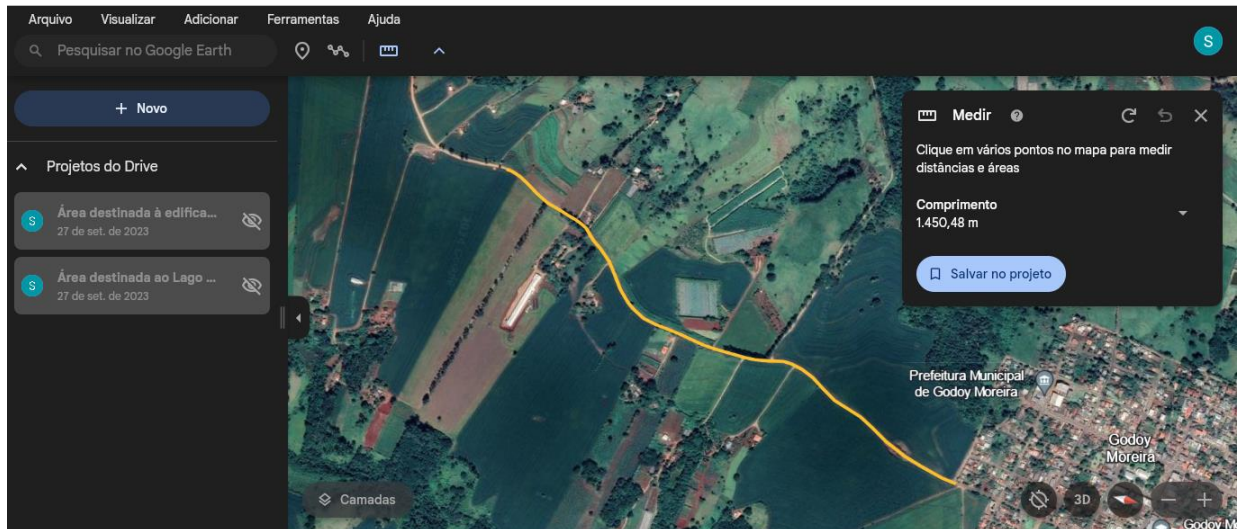 Arquivo Visualizar Adicionar Ferramentas Ajuda
Pesquisar no Google Earth
S
+ Novo
Projetos do Drive
S
Área destinada à edifica...
27 de set. de 2023
S
Área destinada ao Lago ...
27 de set. de 2023
Medir
Clique em vários pontos no mapa para medir
distâncias e áreas
Comprimento
1.450,48 m
Salvar no projeto
Prefeitura Municipal
de Godoy Moreira
Godoy
Moreira
Camadas
3D
Godoy M